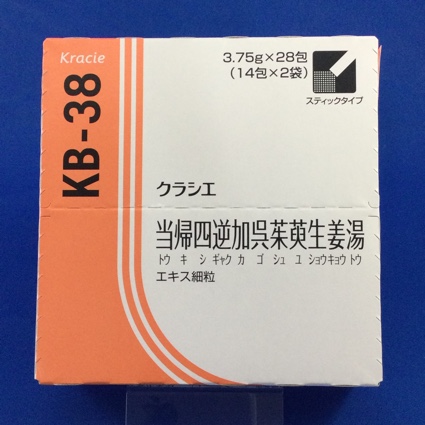 Kracie
KB-38
3.75g×28包
(14包×2袋)
スティックタイプ
クラシエ
当帰四逆加呉茱萸生姜湯
トウ キ シ ギャク カ ゴ シュ ユ ショウキョウ トウ
エキス細粒